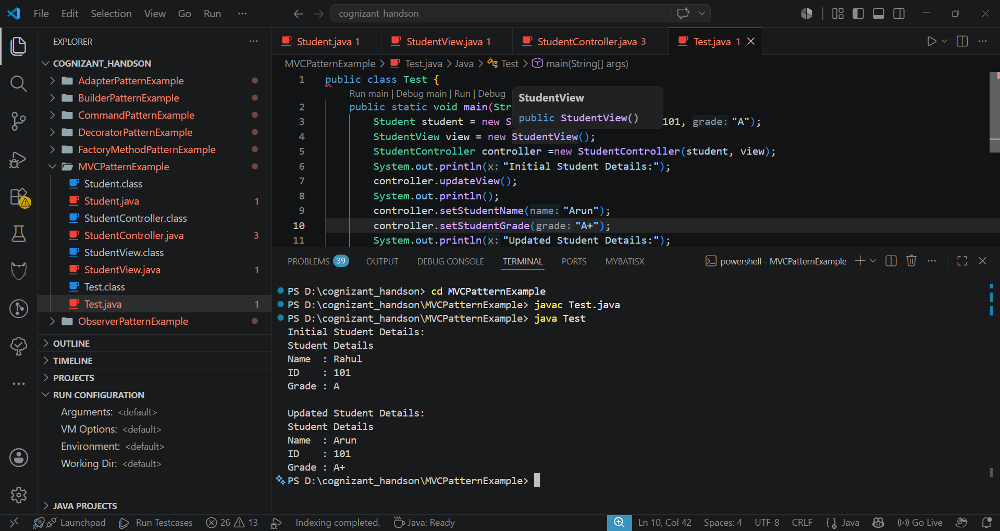 File Edit Selection View Go Run ··· cognizant_handson
EXPLORER ···
COGNIZANT_HANDSON
AdapterPatternExample
BuilderPatternExample
CommandPatternExample
DecoratorPatternExample
FactoryMethodPatternExample
MVCPatternExample
Student.class
Student.java 1
StudentController.class
StudentController.java 3
StudentView.class
StudentView.java 1
Test.class
Test.java 1
ObserverPatternExample
OUTLINE
TIMELINE
PROJECTS
RUN CONFIGURATION
Arguments: <default>
VM Options: <default>
Environment: <default>
Working Dir: <default>
JAVA PROJECTS
Student.java 1 StudentView.java 1 StudentController.java 3 Test.java 1
MVCPatternExample > Test.java > Java > Test > main(String[] args)
1 public class Test {
Run main | Debug main | Run | Debug
2 public static void main(Str
3 Student student = new S 101, grade: "A");
StudentView
public StudentView()
4 StudentView view = new StudentView();
5 StudentController controller =new StudentController(student, view);
6 System.out.println(x: "Initial Student Details:");
7 controller.updateView();
8 System.out.println();
9 controller.setStudentName(name: "Arun");
10 controller.setStudentGrade(grade: "A+");
11 System.out.println(x: "Updated Student Details:");
PROBLEMS 39 OUTPUT DEBUG CONSOLE TERMINAL PORTS MYBATISX powershell - MVCPatternExample
PS D:\cognizant_handson> cd MVCPatternExample
PS D:\cognizant_handson\MVCPatternExample> javac Test.java
PS D:\cognizant_handson\MVCPatternExample> java Test
Initial Student Details:
Student Details
Name : Rahul
ID : 101
Grade : A
Updated Student Details:
Student Details
Name : Arun
ID : 101
Grade : A+
PS D:\cognizant_handson\MVCPatternExample>
Launchpad Run Testcases 26 13 Indexing completed. Java: Ready Ln 10, Col 42 Spaces: 4 UTF-8 CRLF Java Go Live